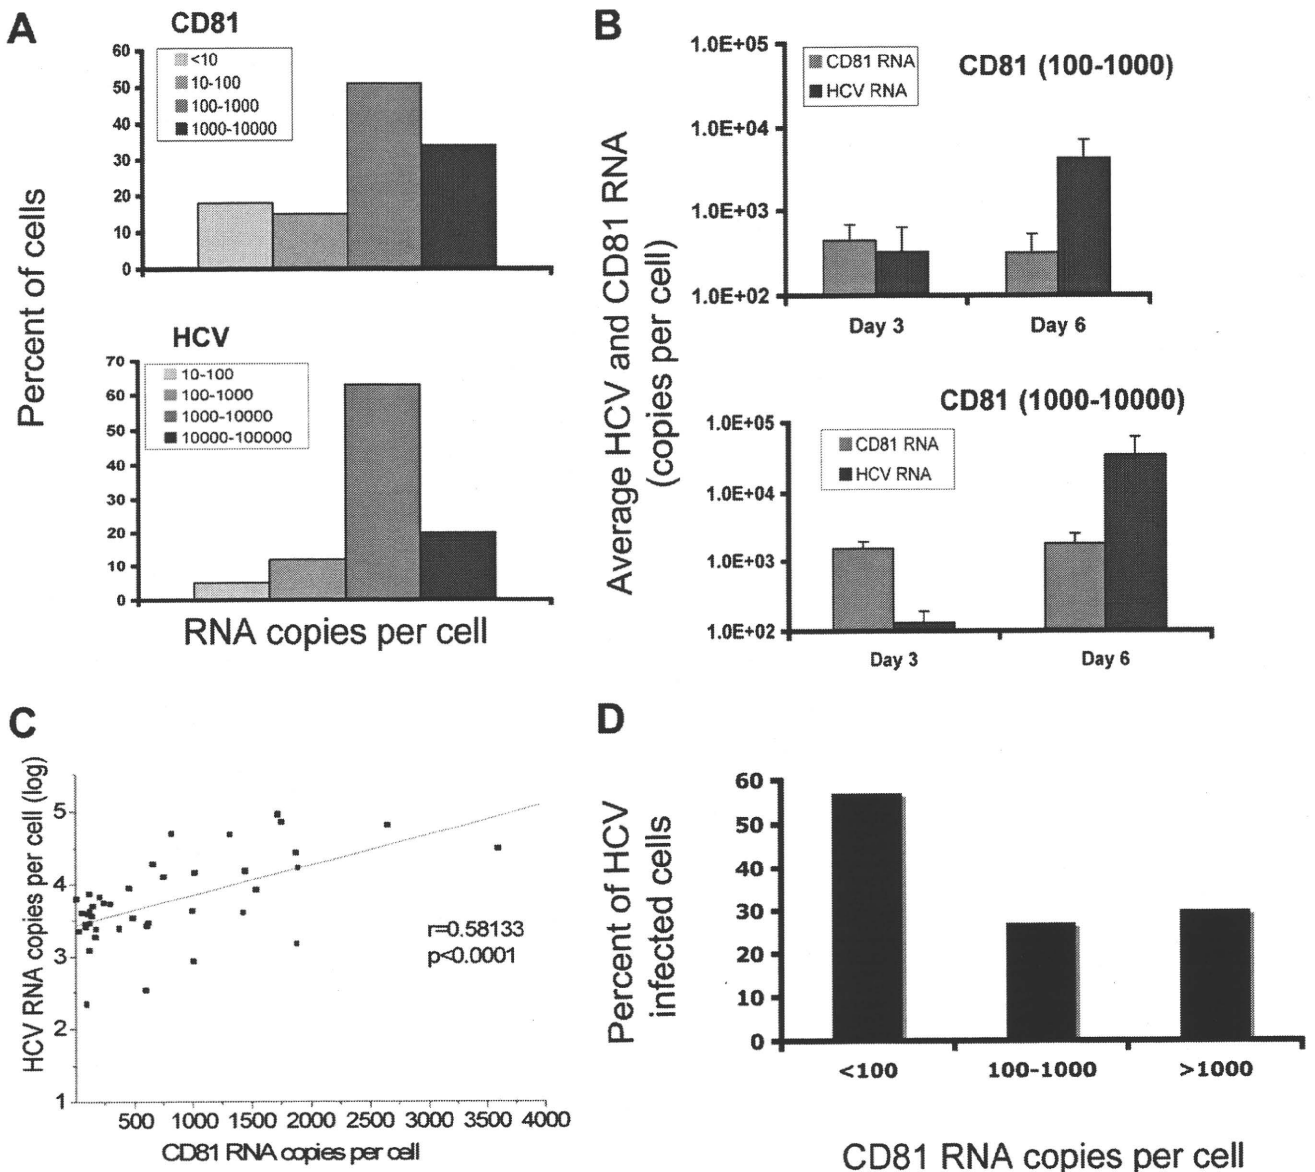 A
CD81
60
50
40
30
20
10
0
<10
10-100
100-1000
1000-10000
HCV
70
60
50
40
30
20
10
0
10-100
100-1000
1000-10000
10000-100000
Percent of cells
RNA copies per cell
B
CD81 (100-1000)
1.0E+05
1.0E+04
1.0E+03
1.0E+02
CD81 RNA
HCV RNA
Day 3
Day 6
CD81 (1000-10000)
1.0E+05
1.0E+04
1.0E+03
1.0E+02
CD81 RNA
HCV RNA
Day 3
Day 6
Average HCV and CD81 RNA
(copies per cell)
C
HCV RNA copies per cell (log)
5
4
3
2
1
r=0.58133
p<0.0001
500 1000 1500 2000 2500 3000 3500 4000
CD81 RNA copies per cell
D
Percent of HCV
infected cells
60
50
40
30
20
10
0
<100
100-1000
>1000
CD81 RNA copies per cell